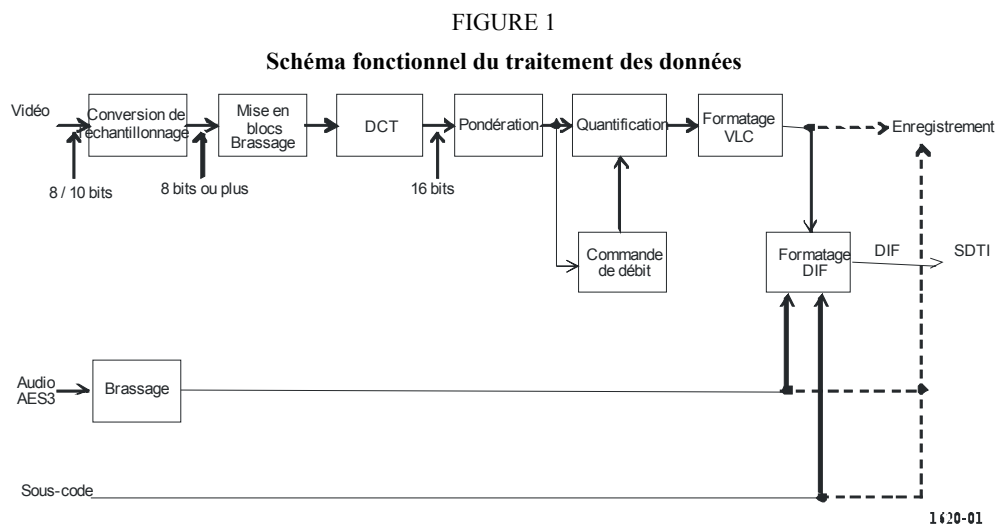 FIGURE 1
Schéma fonctionnel du traitement des données
Vidéo
Conversion de
l'échantillonnage
Mise en
blocs
Brassage
DCT
Pondération
Quantification
Formatage
VLC
Enregistrement
8 / 10 bits
8 bits ou plus
16 bits
Commande
de débit
Formatage
DIF
DIF
SDTI
Audio
AES3
Brassage
Sous-code
1620-01